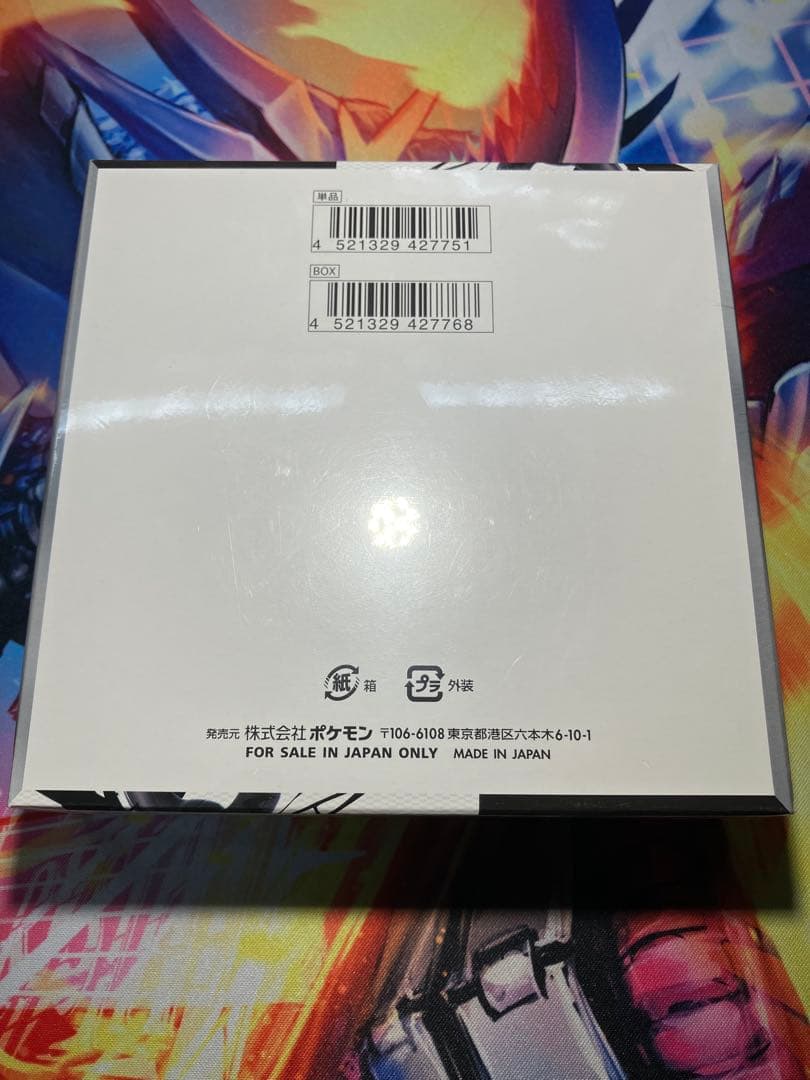 単品
4 521329 427751
BOX
4 521329 427768
紙 箱 プラ 外装
発売元 株式会社 ポケモン 〒106-6108 東京都港区六本木6-10-1
FOR SALE IN JAPAN ONLY MADE IN JAPAN